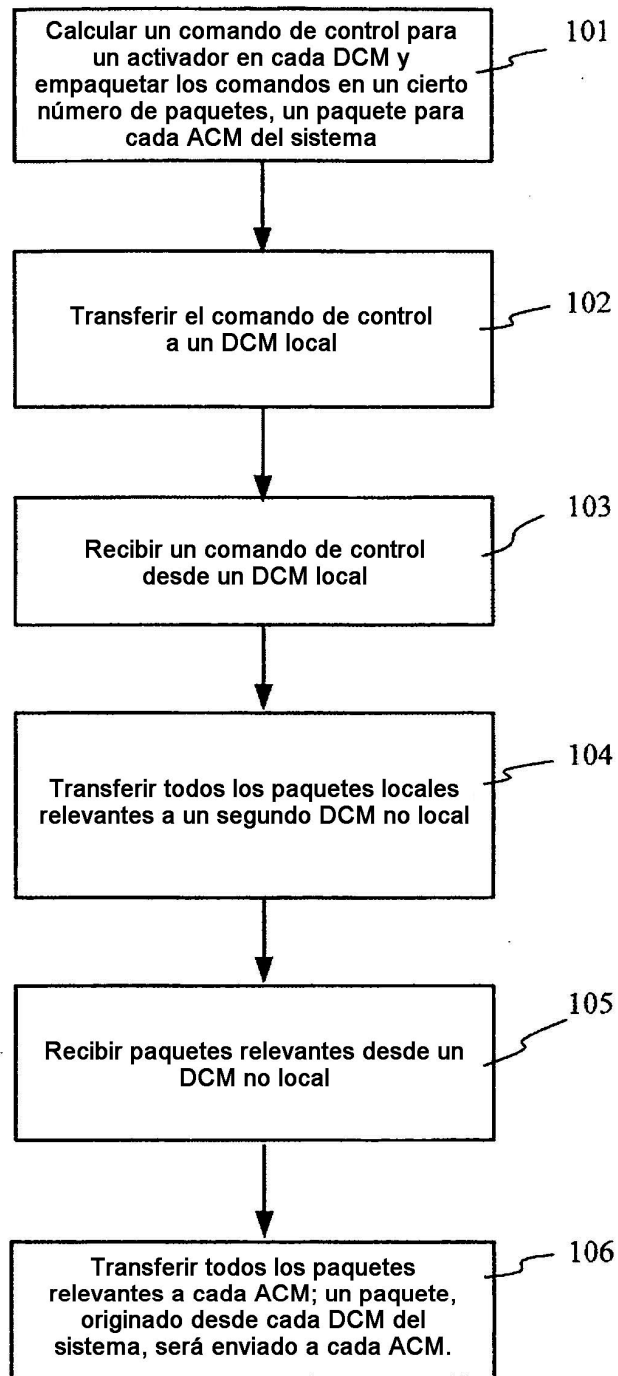 Calcular un comando de control para
un activador en cada DCM y
empaquetar los comandos en un cierto
número de paquetes, un paquete para
cada ACM del sistema
101
Transferir el comando de control
a un DCM local
102
Recibir un comando de control
desde un DCM local
103
Transferir todos los paquetes locales
relevantes a un segundo DCM no local
104
Recibir paquetes relevantes desde un
DCM no local
105
Transferir todos los paquetes
relevantes a cada ACM; un paquete,
originado desde cada DCM del
sistema, será enviado a cada ACM.
106